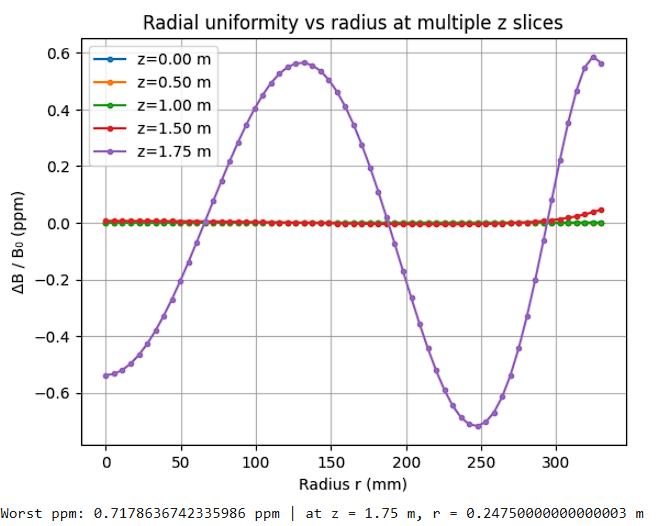 Radial uniformity vs radius at multiple z slices
0.6
0.4
0.2
0.0
−0.2
−0.4
−0.6
ΔB / B₀ (ppm)
z=0.00 m
z=0.50 m
z=1.00 m
z=1.50 m
z=1.75 m
0 50 100 150 200 250 300
Radius r (mm)
Worst ppm: 0.7178636742335986 ppm | at z = 1.75 m, r = 0.24750000000000003 m